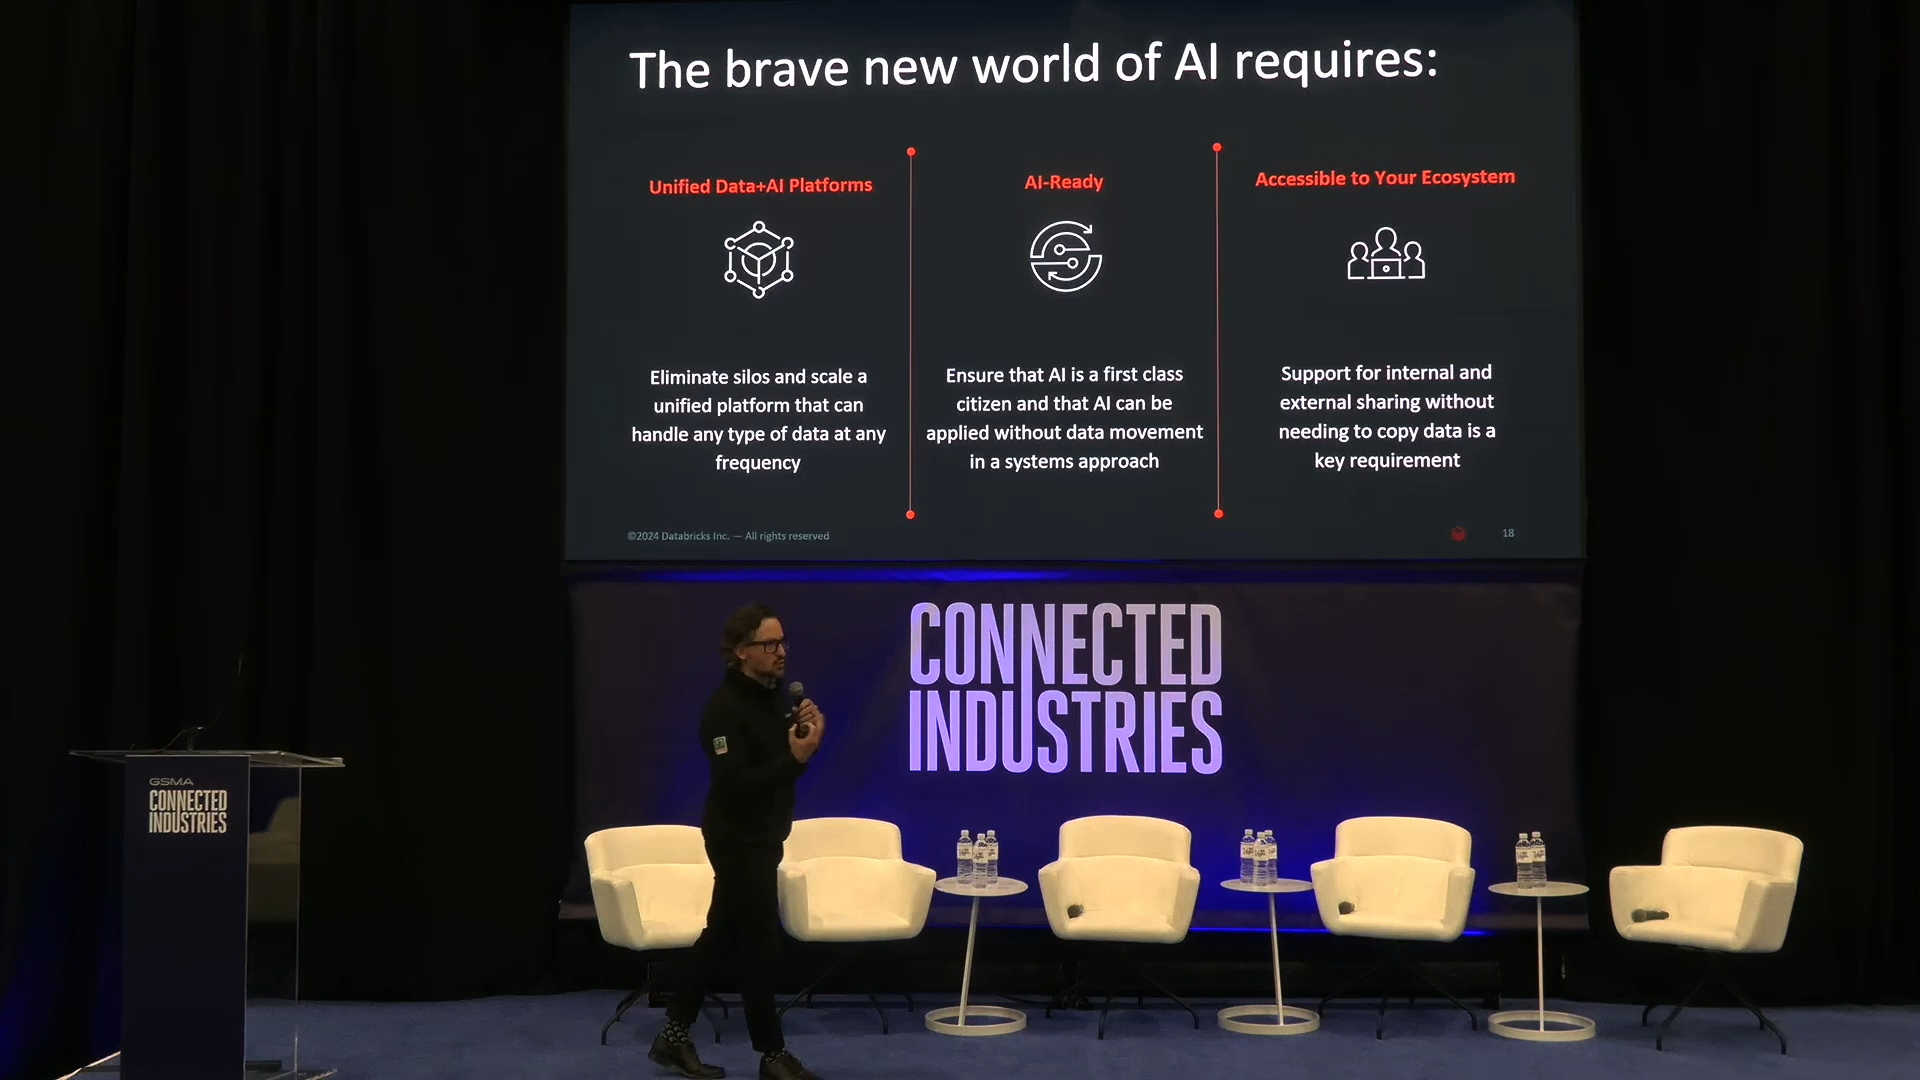 The brave new world of AI requires:
Unified Data+AI Platforms
Eliminate silos and scale a
unified platform that can
handle any type of data at any
frequency
AI-Ready
Ensure that AI is a first class
citizen and that AI can be
applied without data movement
in a systems approach
Accessible to Your Ecosystem
Support for internal and
external sharing without
needing to copy data is a
key requirement
©2024 Databricks Inc. — All rights reserved
18
CONNECTED
INDUSTRIES
GSMA
CONNECTED
INDUSTRIES